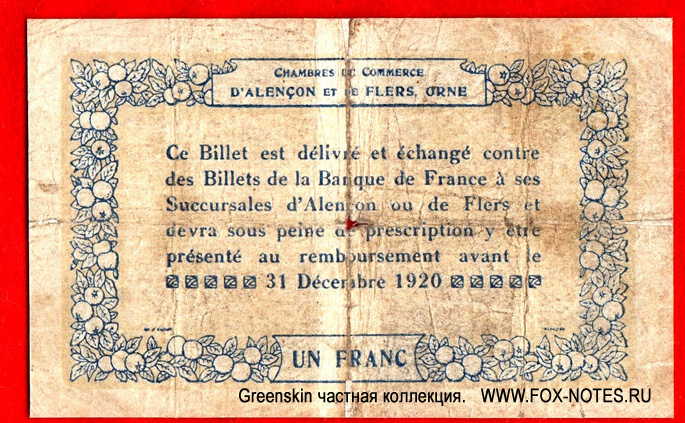 Chambres de Commerce
d'Alençon et de Flers, Orne
Ce Billet est délivré et échangé contre
des Billets de la Banque de France à ses
Succursales d'Alençon ou de Flers et
devra sous peine de prescription y être
présenté au remboursement avant le
31 Décembre 1920
UN FRANC
Greenskin частная коллекция. WWW.FOX-NOTES.RU